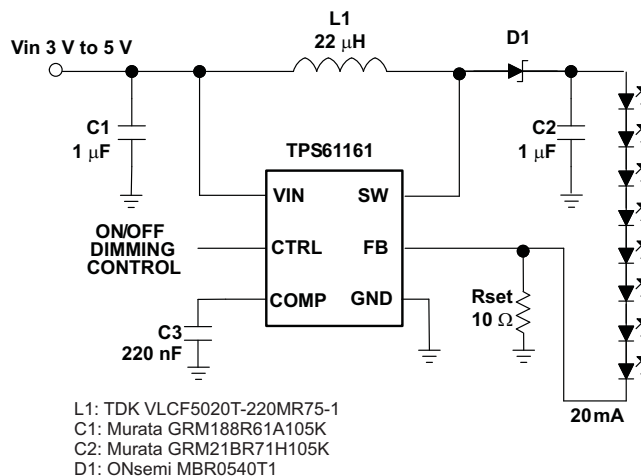 L1
22 μH
D1
Vin 3 V to 5 V
C1
1 μF
C2
1 μF
TPS61161
VIN SW
ON/OFF
DIMMING
CONTROL
CTRL FB
COMP GND
Rset
10 Ω
C3
220 nF
20mA
L1: TDK VLCF5020T-220MR75-1
C1: Murata GRM188R61A105K
C2: Murata GRM21BR71H105K
D1: ONsemi MBR0540T1